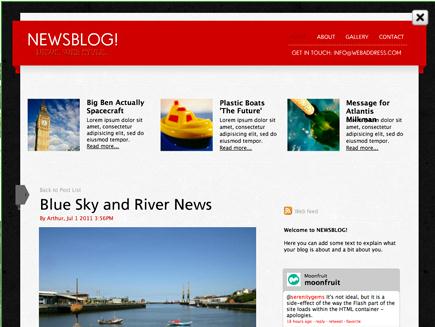 NEWSBLOG!
ABOUT GALLERY CONTACT
GET IN TOUCH: INFO@WEBADDRESS.COM
Big Ben Actually
Spacecraft
Lorem ipsum dolor sit
amet, consectetur
adipiscing elit, sed do
eiusmod tempor.
Read more...
Plastic Boats
'The Future'
Lorem ipsum dolor sit
amet, consectetur
adipiscing elit, sed do
eiusmod tempor.
Read more...
Message for
Atlantis
Milkman
Lorem ipsum dolor sit
amet, consectetur
adipiscing elit, sed do
eiusmod tempor.
Read more...
Back to Post List
Blue Sky and River News
By Arthur, Jul 1 2011 3:56PM
Web feed
Welcome to NEWSBLOG!
Here you can add some text to explain what
your blog is about and a bit about you.
Moonfruit
moonfruit
@serenitygems It's not ideal, but it is a
side-effect of the way the Flash part of the
site loads within the HTML container -
apologies.
18 hours ago · reply · retweet · favorite